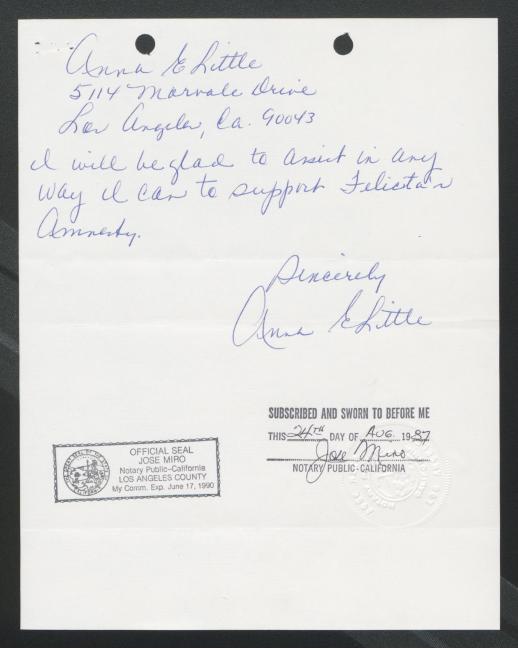 Anna E Little
5114 Marvale Drive
Los Angeles, Ca. 90043
I will be glad to assist in any
way I can to support Felicita's
Amnesty.
Sincerely
Anna E Little
SUBSCRIBED AND SWORN TO BEFORE ME
THIS 24TH DAY OF AUG. 1987
Jose Miro
NOTARY PUBLIC-CALIFORNIA
OFFICIAL SEAL
JOSE MIRO
Notary Public-California
LOS ANGELES COUNTY
My Comm. Exp. June 17, 1990